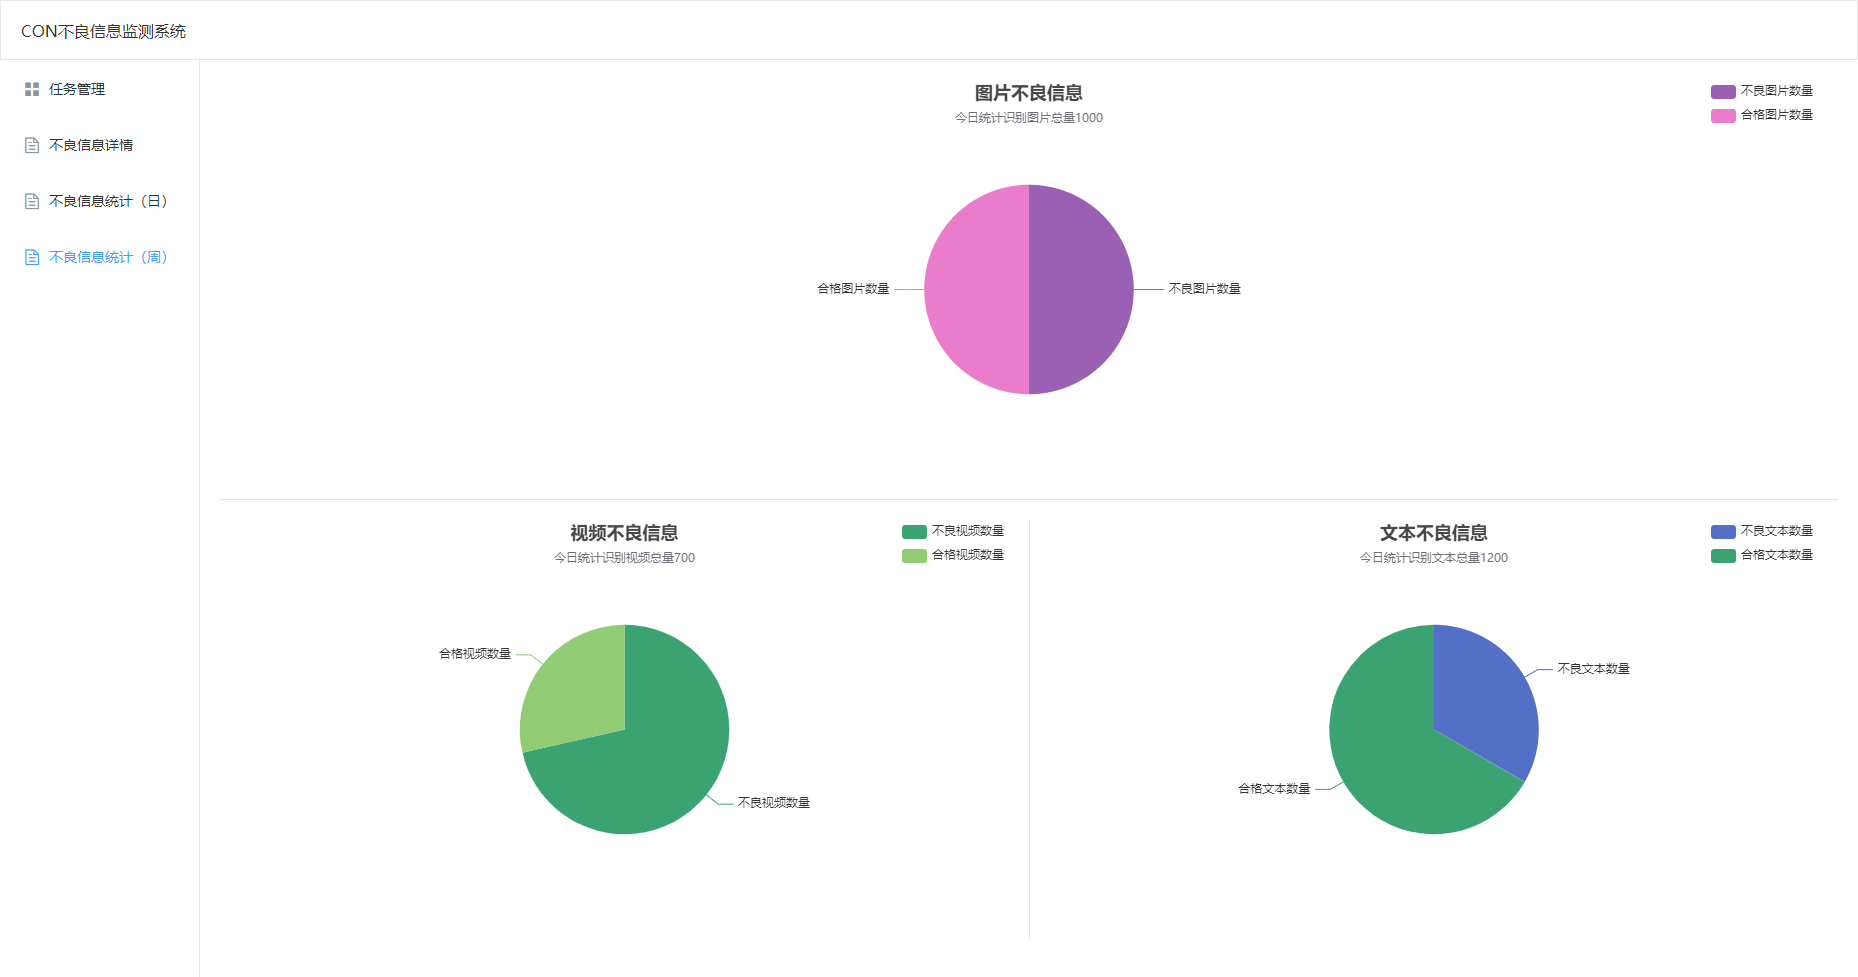 CON不良信息监测系统
任务管理
不良信息详情
不良信息统计（日）
不良信息统计（周）
图片不良信息
今日统计识别图片总量1000
不良图片数量
合格图片数量
合格图片数量
不良图片数量
视频不良信息
今日统计识别视频总量700
不良视频数量
合格视频数量
合格视频数量
不良视频数量
文本不良信息
今日统计识别文本总量1200
不良文本数量
合格文本数量
不良文本数量
合格文本数量